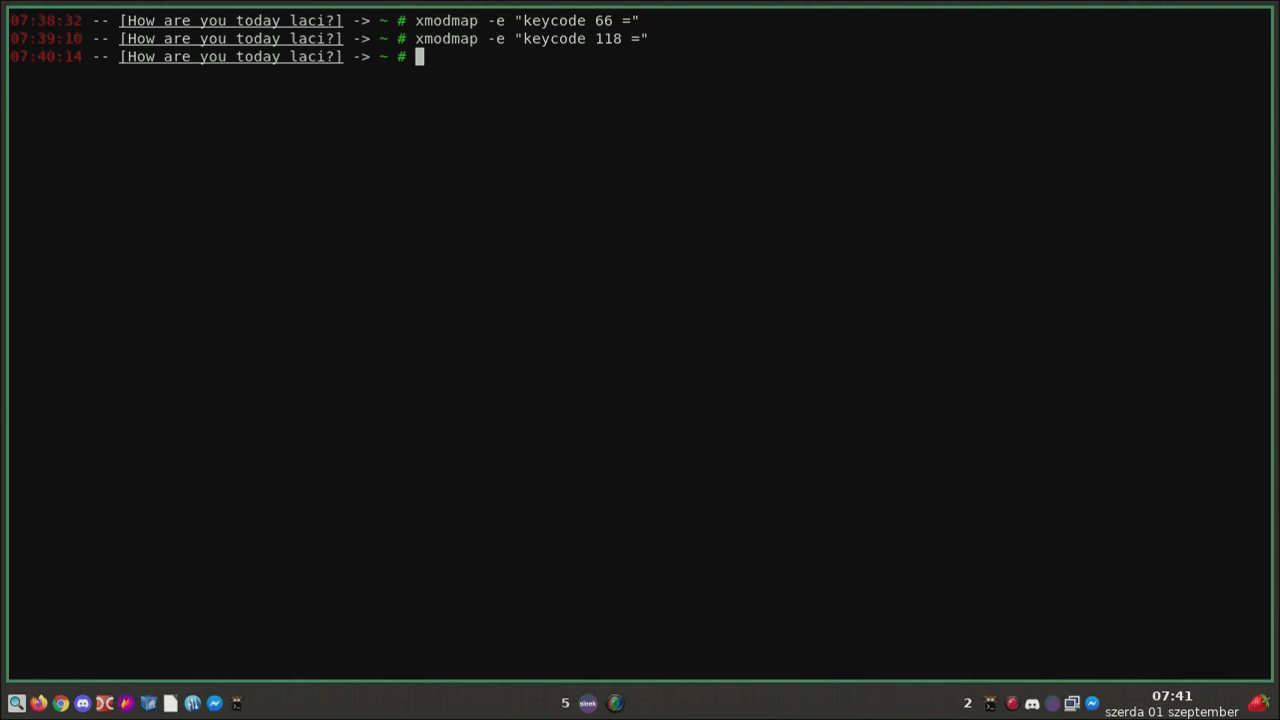 07:38:32 -- [How are you today laci?] -> ~ # xmodmap -e "keycode 66 ="
07:39:10 -- [How are you today laci?] -> ~ # xmodmap -e "keycode 118 ="
07:40:14 -- [How are you today laci?] -> ~ #
5 sleek 2 07:41
szerda 01 szeptember